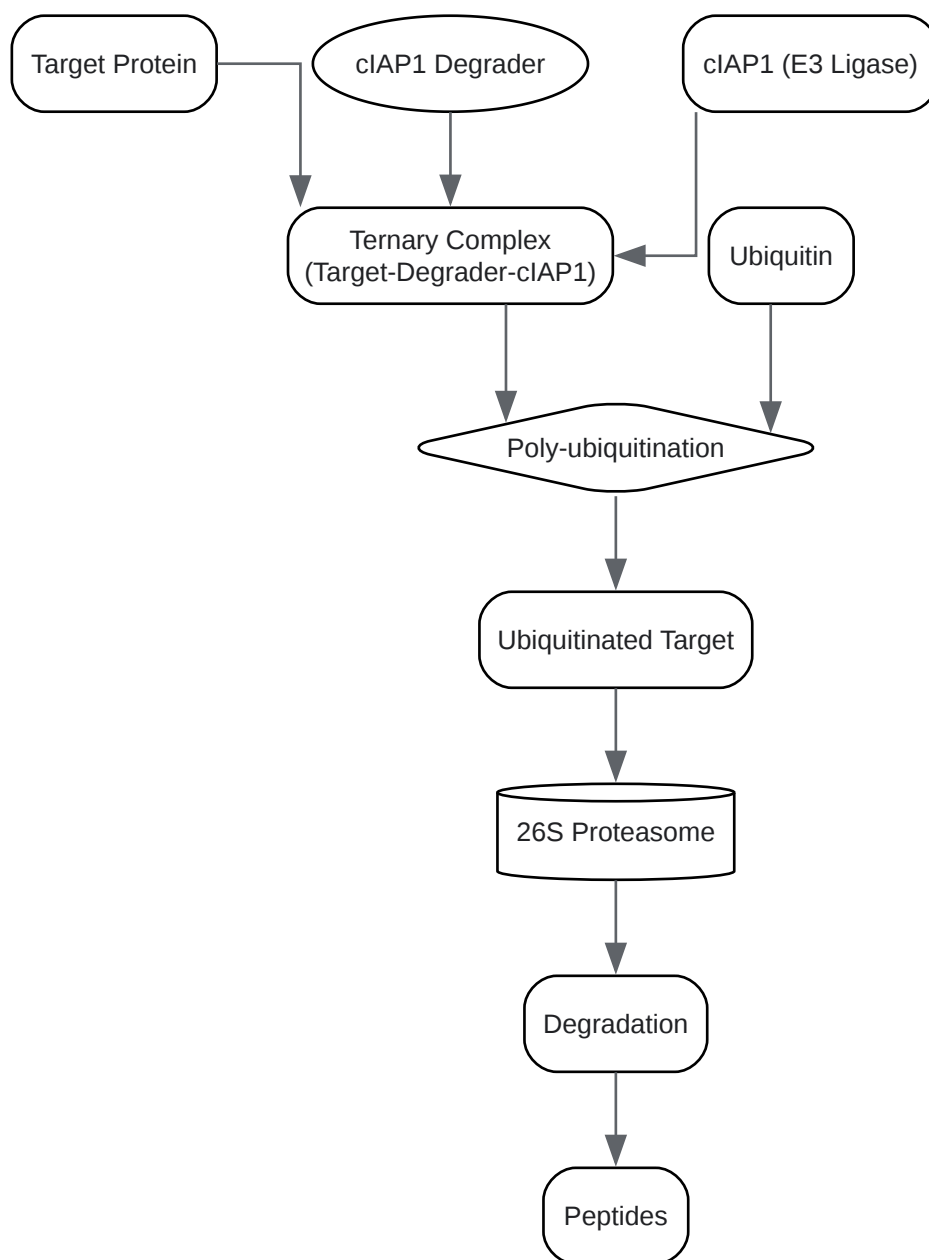 Target Protein
cIAP1 Degrader
cIAP1 (E3 Ligase)
Ternary Complex
(Target-Degrader-cIAP1)
Ubiquitin
Poly-ubiquitination
Ubiquitinated Target
26S Proteasome
Degradation
Peptides